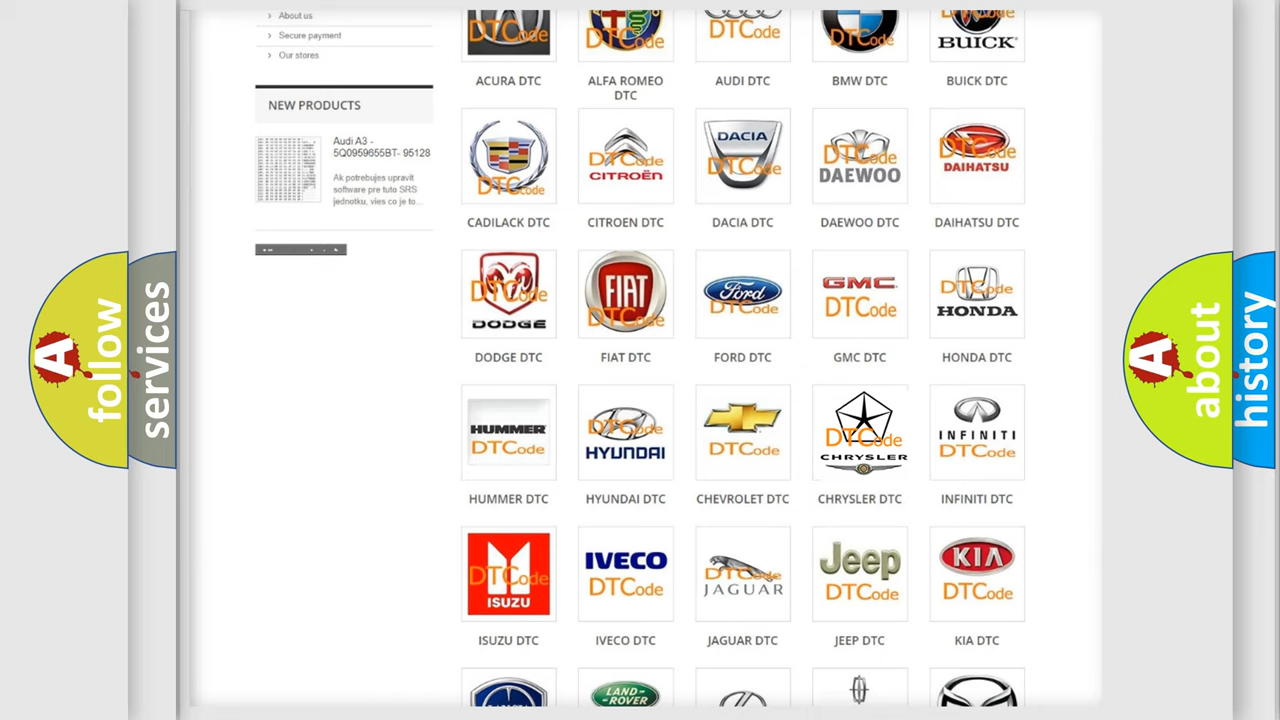 About us
Secure payment
Our stores
NEW PRODUCTS
Audi A3 -
5Q0959655BT- 95128
Ak potrebujes upravit
software pre tuto SRS
jednotku, vies co je to...
follow
services
A
DTCode
DTCode
DTCode
DTCode
BUICK
ACURA DTC
ALFA ROMEO
DTC
AUDI DTC
BMW DTC
BUICK DTC
DTCode
DTCode
CITROËN
DACIA
DTCode
DTCode
DAEWOO
DTCode
DAIHATSU
CADILACK DTC
CITROEN DTC
DACIA DTC
DAEWOO DTC
DAIHATSU DTC
DTCode
DODGE
FIAT
DTCode
Ford
DTCode
GMC
DTCode
DTCode
HONDA
DODGE DTC
FIAT DTC
FORD DTC
GMC DTC
HONDA DTC
HUMMER
DTCode
DTCode
HYUNDAI
DTCode
DTCode
CHRYSLER
INFINITI
DTCode
HUMMER DTC
HYUNDAI DTC
CHEVROLET DTC
CHRYSLER DTC
INFINITI DTC
DTCode
ISUZU
IVECO
DTCode
DTCode
JAGUAR
Jeep
DTCode
KIA
DTCode
ISUZU DTC
IVECO DTC
JAGUAR DTC
JEEP DTC
KIA DTC
LAND-
ROVER
A
about
history